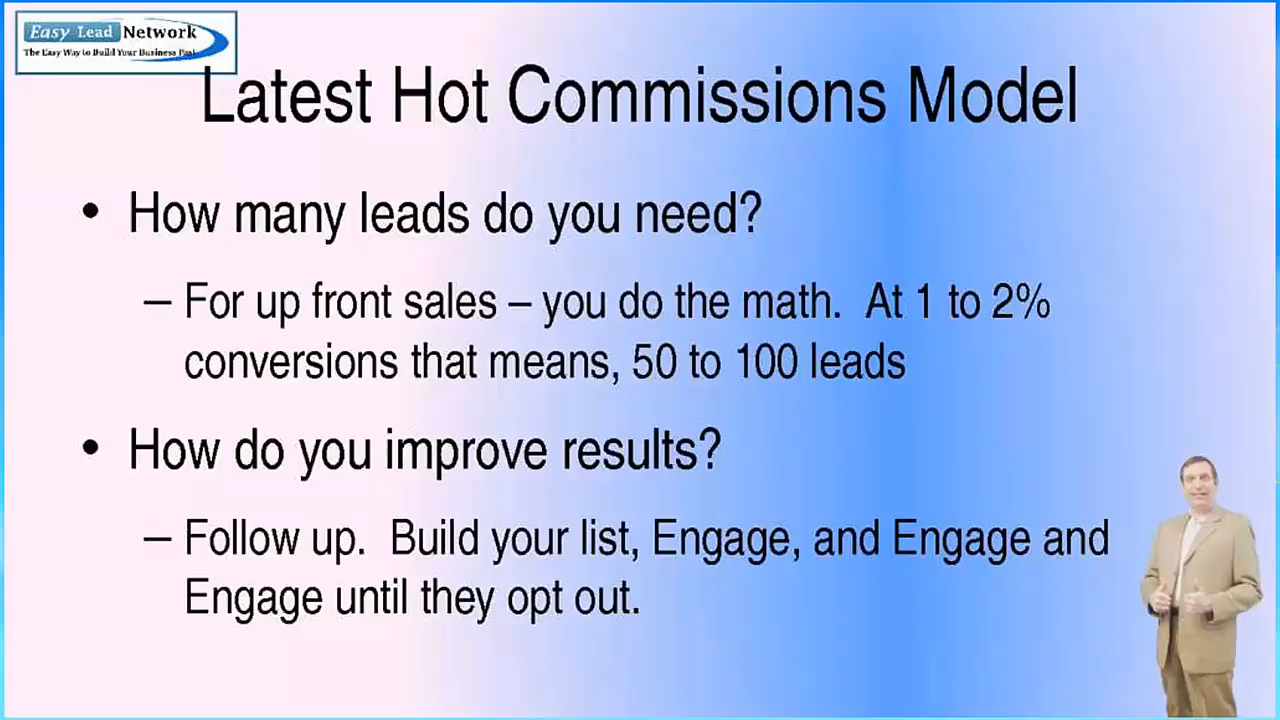 Easy Lead Network
The Easy Way to Build Your Business Fast
Latest Hot Commissions Model
• How many leads do you need?
– For up front sales – you do the math. At 1 to 2%
conversions that means, 50 to 100 leads
• How do you improve results?
– Follow up. Build your list, Engage, and Engage and
Engage until they opt out.